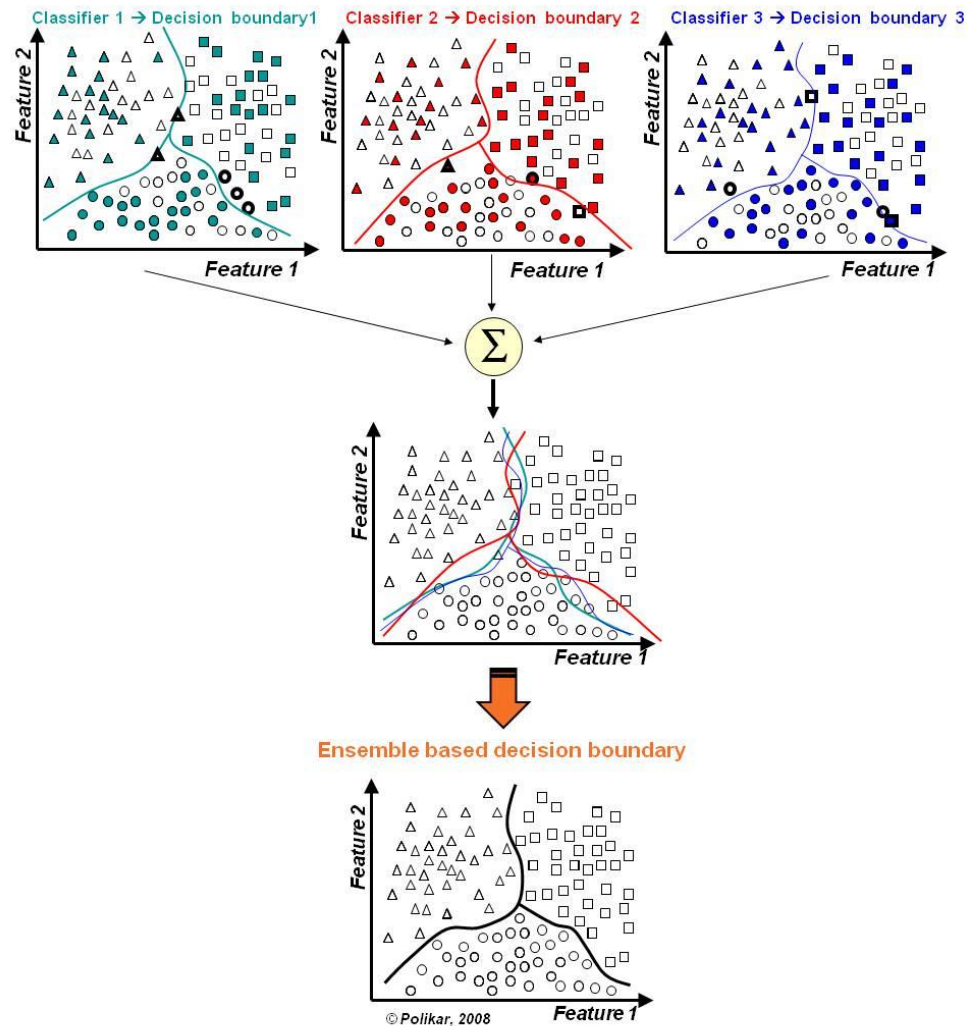 Classifier 1 → Decision boundary1
Classifier 2 → Decision boundary 2
Classifier 3 → Decision boundary 3
Feature 2
Feature 1
Feature 2
Feature 1
Feature 2
Feature 1
Σ
Feature 2
Feature 1
Ensemble based decision boundary
Feature 2
Feature 1
© Polikar, 2008